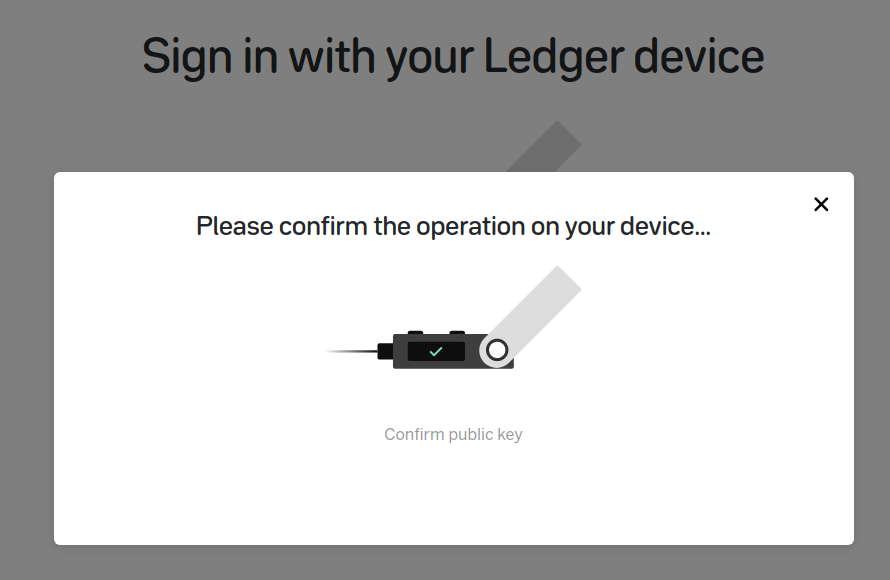 Sign in with your Ledger device
Please confirm the operation on your device...
Confirm public key